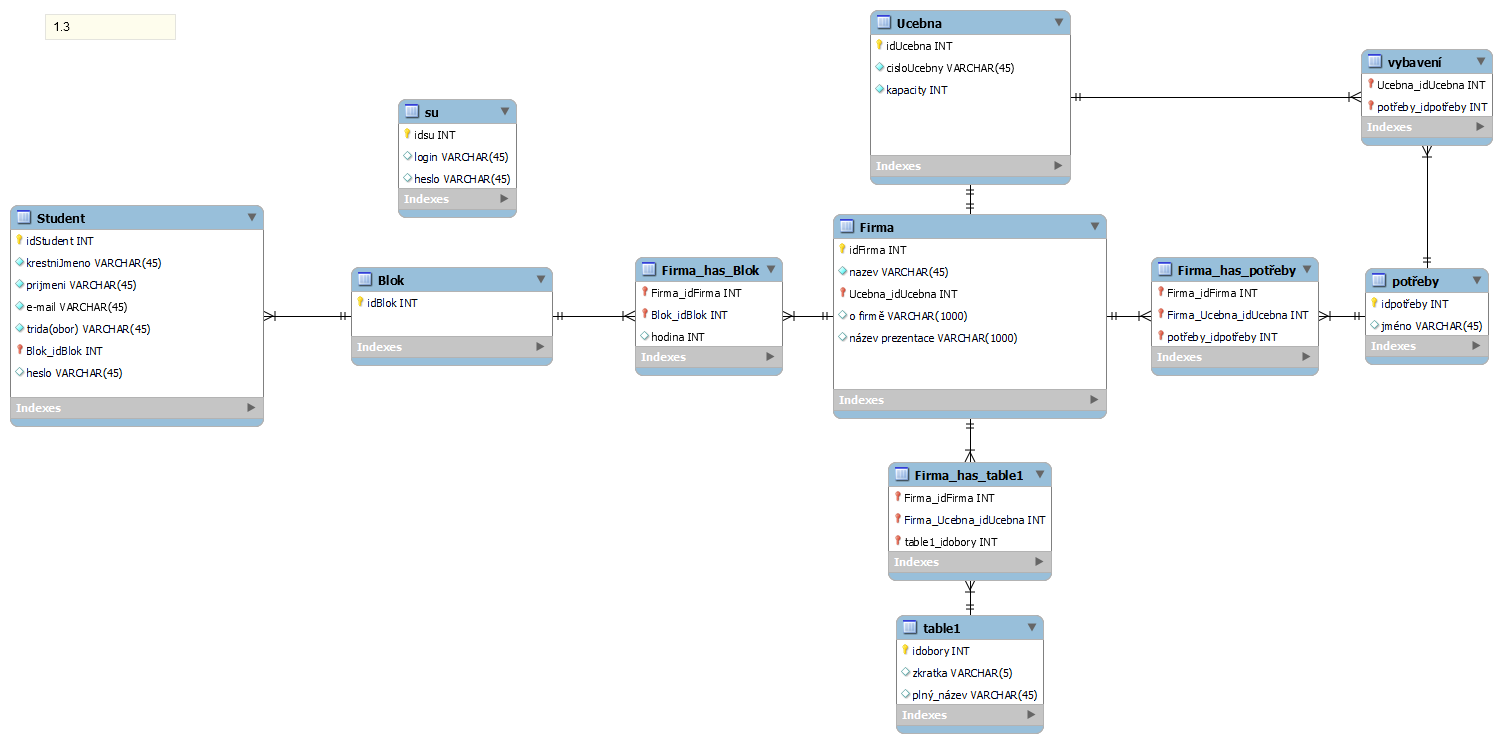 1.3
su
idsu INT
login VARCHAR(45)
heslo VARCHAR(45)
Indexes
Student
idStudent INT
krestniJmeno VARCHAR(45)
prijmeni VARCHAR(45)
e-mail VARCHAR(45)
trida(obor) VARCHAR(45)
Blok_idBlok INT
heslo VARCHAR(45)
Indexes
Blok
idBlok INT
Indexes
Firma_has_Blok
Firma_idFirma INT
Blok_idBlok INT
hodina INT
Indexes
Ucebna
idUcebna INT
cisloUcebny VARCHAR(45)
kapacity INT
Indexes
Firma
idFirma INT
nazev VARCHAR(45)
Ucebna_idUcebna INT
o firmě VARCHAR(1000)
název prezentace VARCHAR(1000)
Indexes
Firma_has_table1
Firma_idFirma INT
Firma_Ucebna_idUcebna INT
table1_idobory INT
Indexes
table1
idobory INT
zkratka VARCHAR(5)
plný_název VARCHAR(45)
Indexes
Firma_has_potřeby
Firma_idFirma INT
Firma_Ucebna_idUcebna INT
potřeby_idpotřeby INT
Indexes
vybavení
Ucebna_idUcebna INT
potřeby_idpotřeby INT
Indexes
potřeby
idpotřeby INT
jméno VARCHAR(45)
Indexes